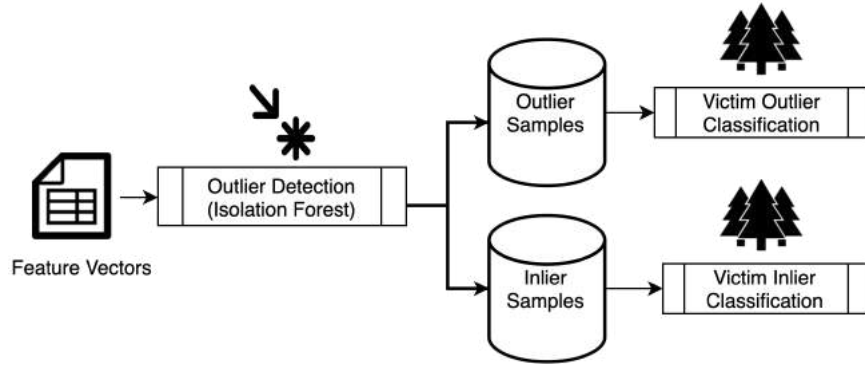 Feature Vectors
Outlier Detection
(Isolation Forest)
Outlier
Samples
Victim Outlier
Classification
Inlier
Samples
Victim Inlier
Classification